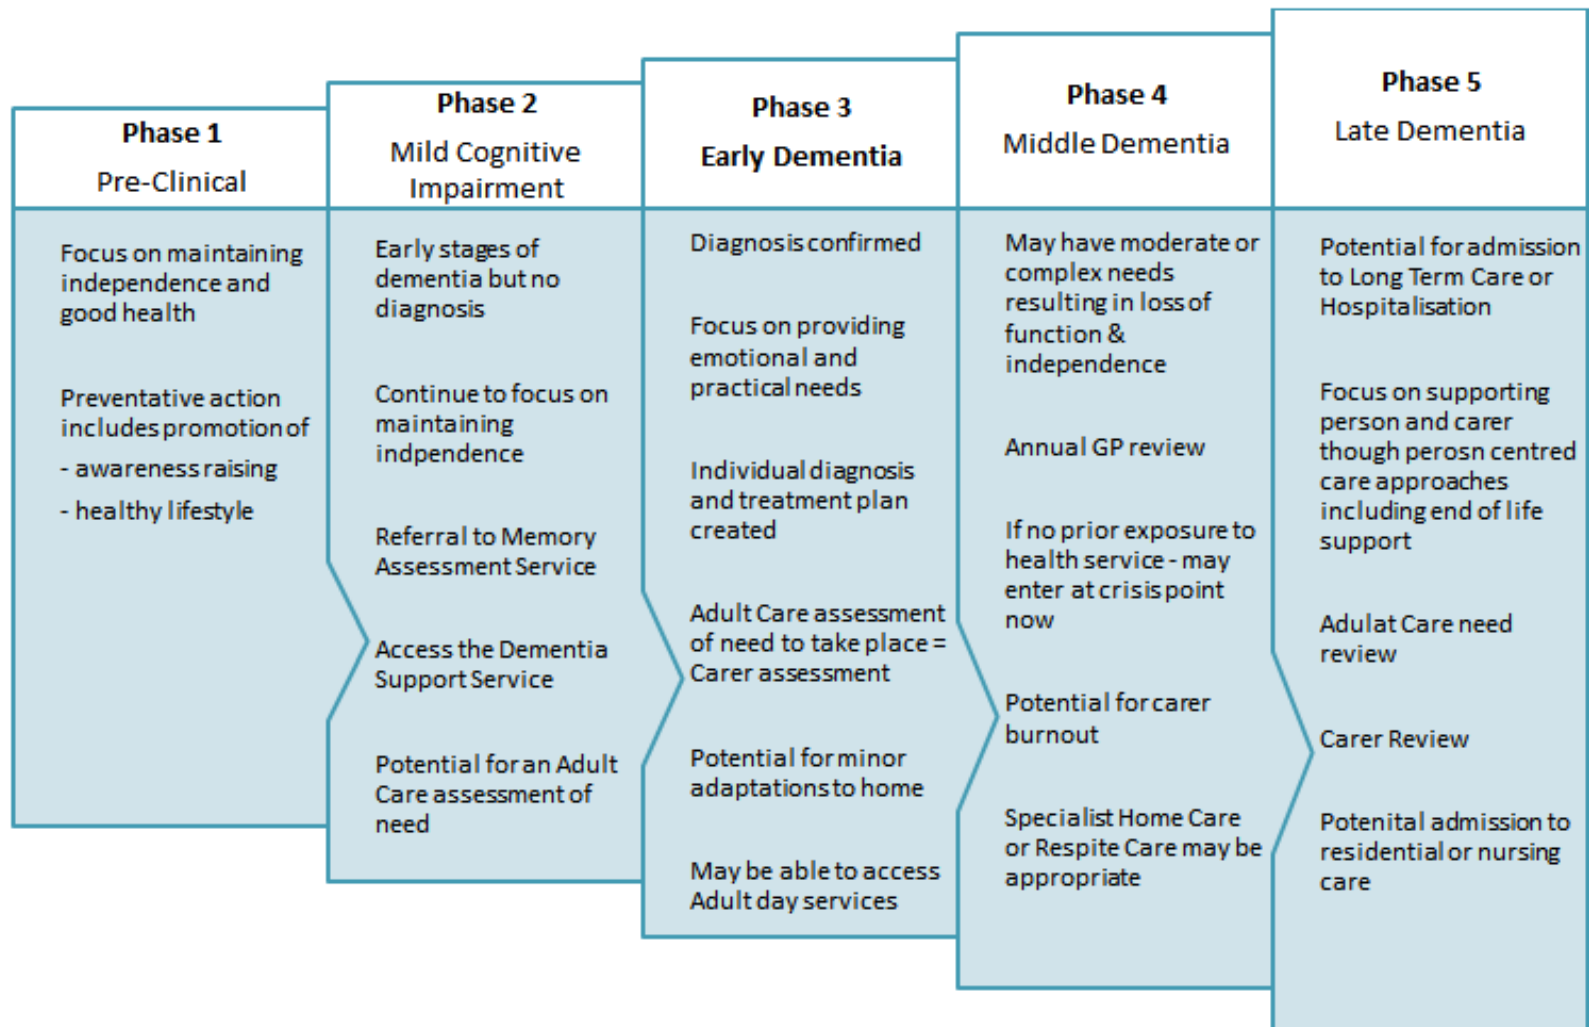 Phase 1
Pre-Clinical
Focus on maintaining
independence and
good health
Preventative action
includes promotion of
- awareness raising
- healthy lifestyle
Phase 2
Mild Cognitive
Impairment
Early stages of
dementia but no
diagnosis
Continue to focus on
maintaining
indpendence
Referral to Memory
Assessment Service
Access the Dementia
Support Service
Potential for an Adult
Care assessment of
need
Phase 3
Early Dementia
Diagnosis confirmed
Focus on providing
emotional and
practical needs
Individual diagnosis
and treatment plan
created
Adult Care assessment
of need to take place =
Carer assessment
Potential for minor
adaptations to home
May be able to access
Adult day services
Phase 4
Middle Dementia
May have moderate or
complex needs
resulting in loss of
function &
independence
Annual GP review
If no prior exposure to
health service - may
enter at crisis point
now
Potential for carer
burnout
Specialist Home Care
or Respite Care may be
appropriate
Phase 5
Late Dementia
Potential for admission
to Long Term Care or
Hospitalisation
Focus on supporting
person and carer
though perosn centred
care approaches
including end of life
support
Adulat Care need
review
Carer Review
Potenital admission to
residential or nursing
care